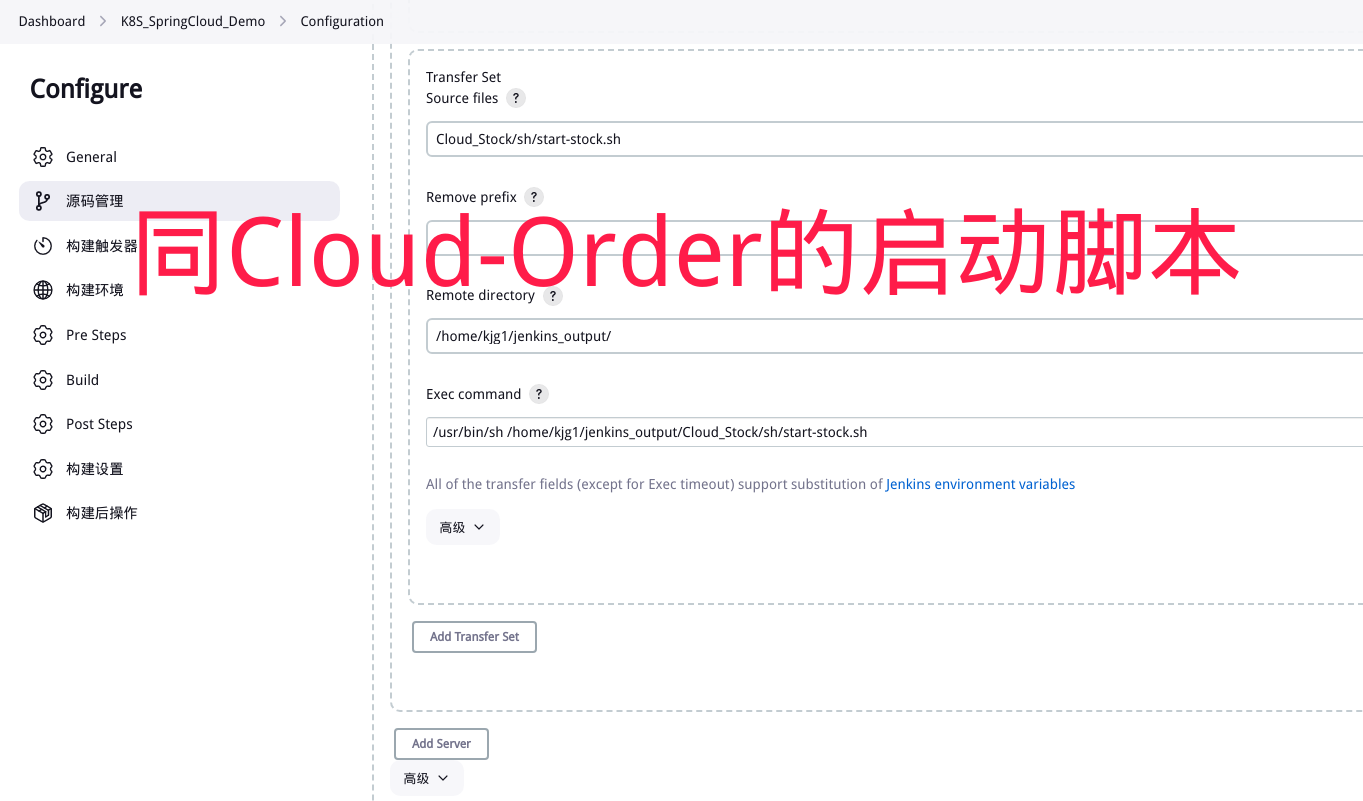 Dashboard > K8S_SpringCloud_Demo > Configuration
Configure
General
源码管理
构建触发器
构建环境
Pre Steps
Build
Post Steps
构建设置
构建后操作
Transfer Set
Source files ?
Cloud_Stock/sh/start-stock.sh
Remove prefix ?
同Cloud-Order的启动脚本
Remote directory ?
/home/kjg1/jenkins_output/
Exec command ?
/usr/bin/sh /home/kjg1/jenkins_output/Cloud_Stock/sh/start-stock.sh
All of the transfer fields (except for Exec timeout) support substitution of Jenkins environment variables
高级
Add Transfer Set
Add Server
高级